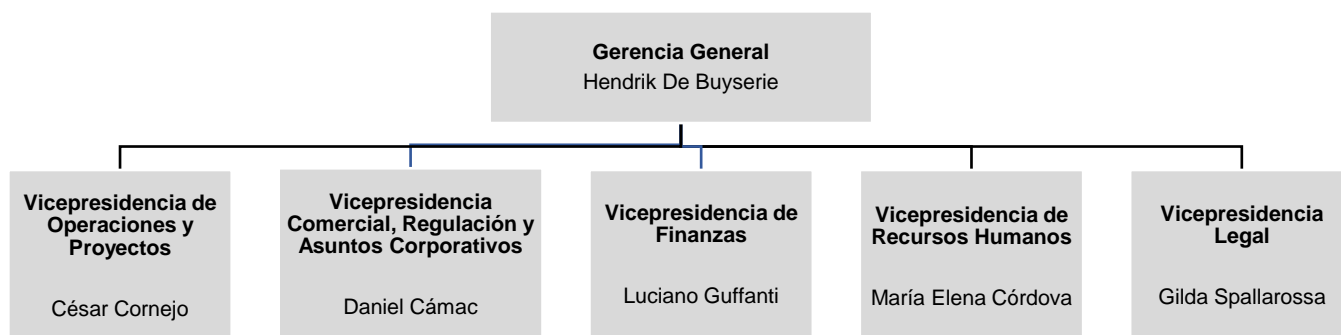 Gerencia General
Hendrik De Buyserie
Vicepresidencia de
Operaciones y
Proyectos
César Cornejo
Vicepresidencia
Comercial, Regulación y
Asuntos Corporativos
Daniel Cámac
Vicepresidencia de
Finanzas
Luciano Guffanti
Vicepresidencia de
Recursos Humanos
María Elena Córdova
Vicepresidencia
Legal
Gilda Spallarossa